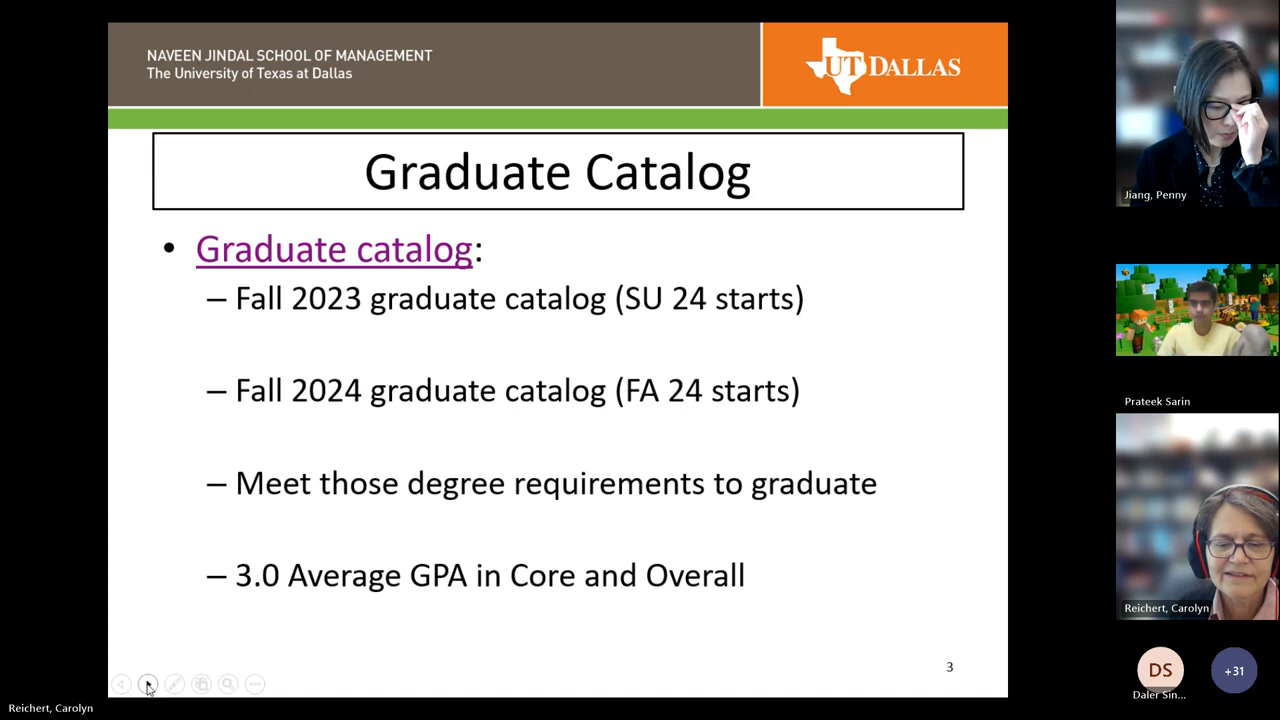 NAVEEN JINDAL SCHOOL OF MANAGEMENT
The University of Texas at Dallas
UT DALLAS
Graduate Catalog
• Graduate catalog:
– Fall 2023 graduate catalog (SU 24 starts)
– Fall 2024 graduate catalog (FA 24 starts)
– Meet those degree requirements to graduate
– 3.0 Average GPA in Core and Overall
3
Jiang, Penny
Prateek Sarin
Reichert, Carolyn
DS
Daler Sin...
+31
Reichert, Carolyn